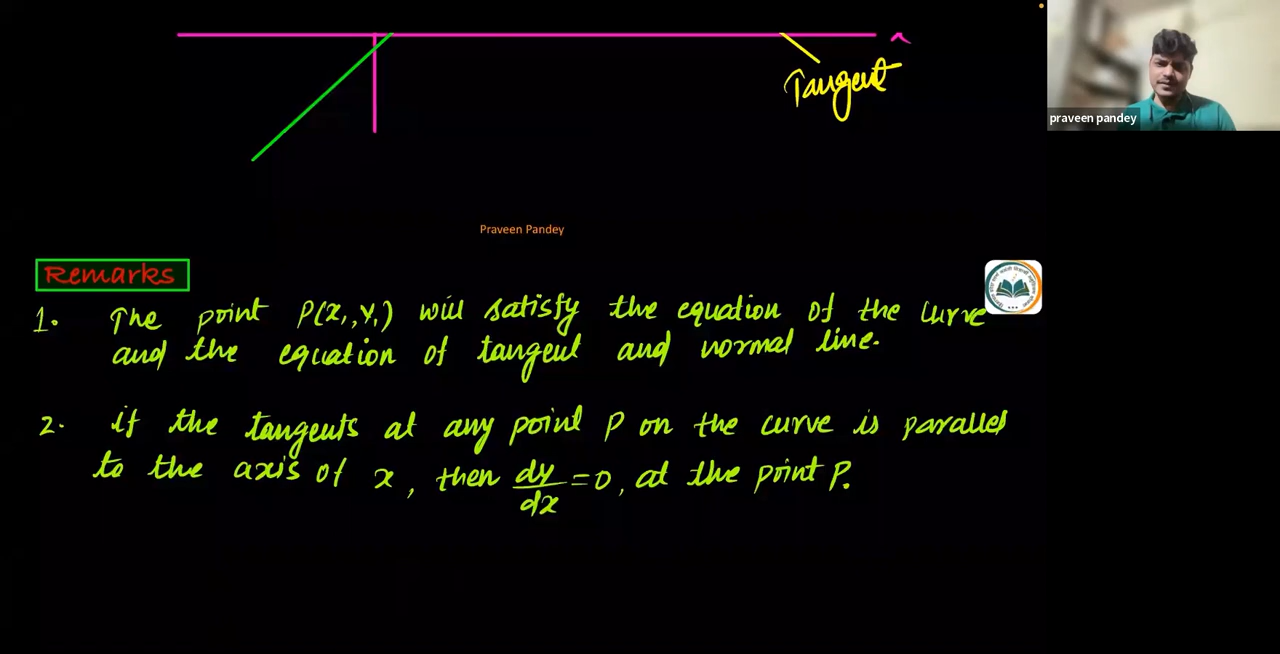 x
Tangent
praveen pandey
Praveen Pandey
Remarks
1. The point P(x₁, y₁) will satisfy the equation of the curve
and the equation of tangent and normal line.
2. if the tangents at any point P on the curve is parallel
to the axis of x, then dy/dx = 0, at the point P.